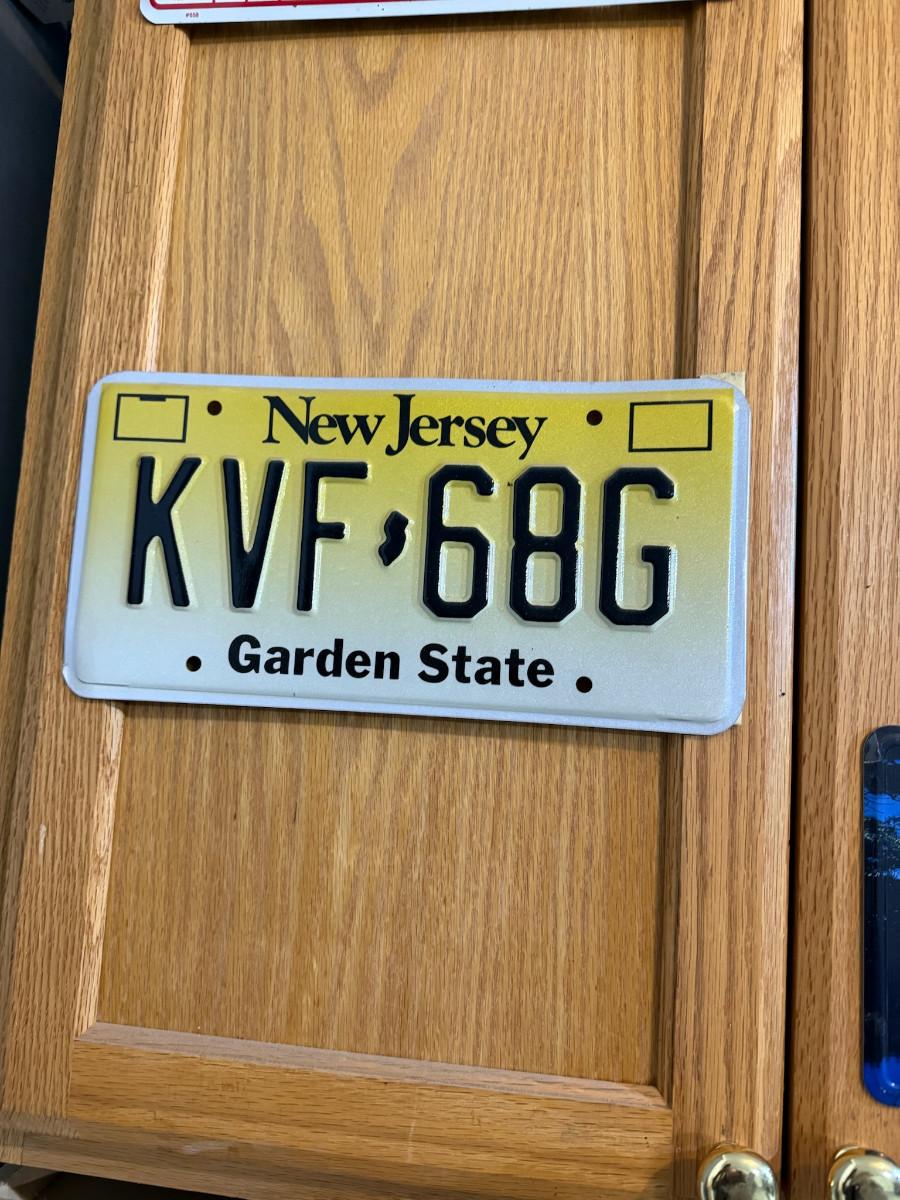 New Jersey
KVF 68G
Garden State